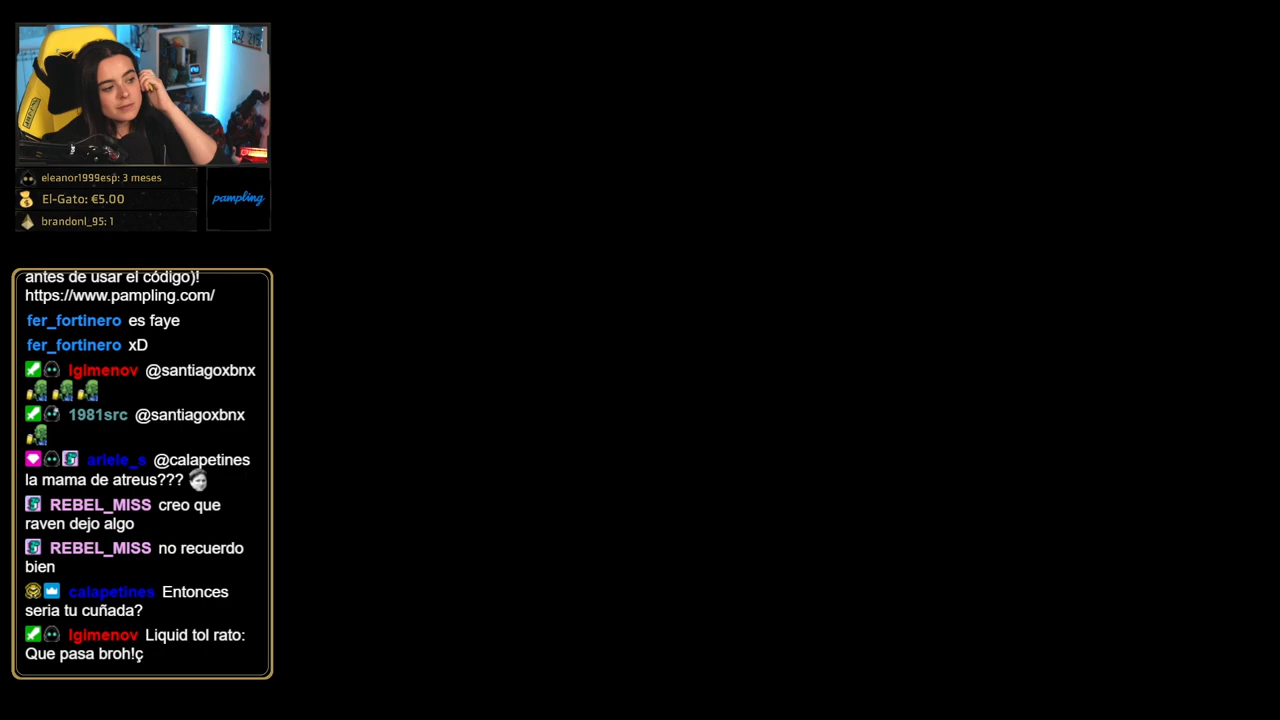 eleanor1999esp: 3 meses
El-Gato: €5.00
pampling
brandonl_95: 1
antes de usar el código)!
https://www.pampling.com/
fer_fortinero es faye
fer_fortinero xD
lgimenov @santiagoxbnx
1981src @santiagoxbnx
ariele_s @calapetines
la mama de atreus???
REBEL_MISS creo que
raven dejo algo
REBEL_MISS no recuerdo
bien
calapetines Entonces
seria tu cuñada?
lgimenov Liquid tol rato:
Que pasa broh!ç